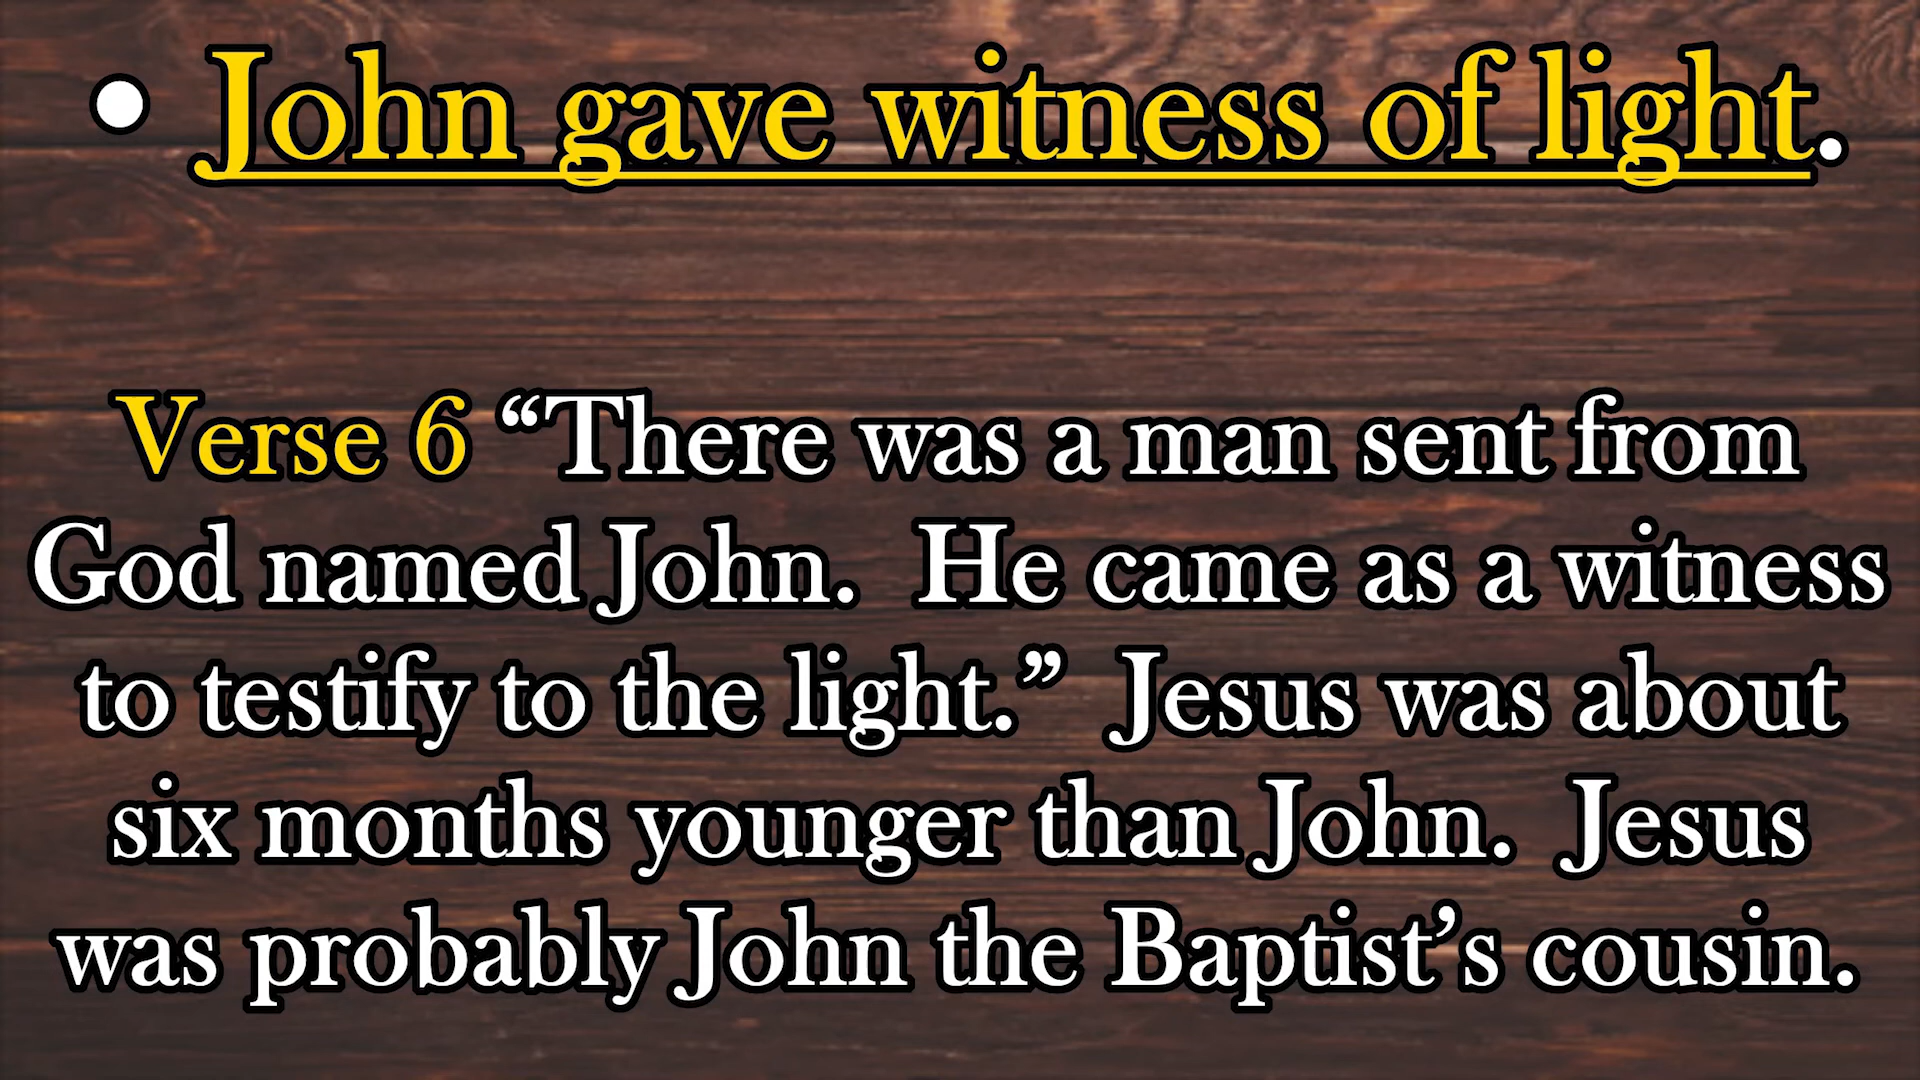 • John gave witness of light.
Verse 6 “There was a man sent from
God named John.  He came as a witness
to testify to the light.”  Jesus was about
six months younger than John.  Jesus
was probably John the Baptist’s cousin.